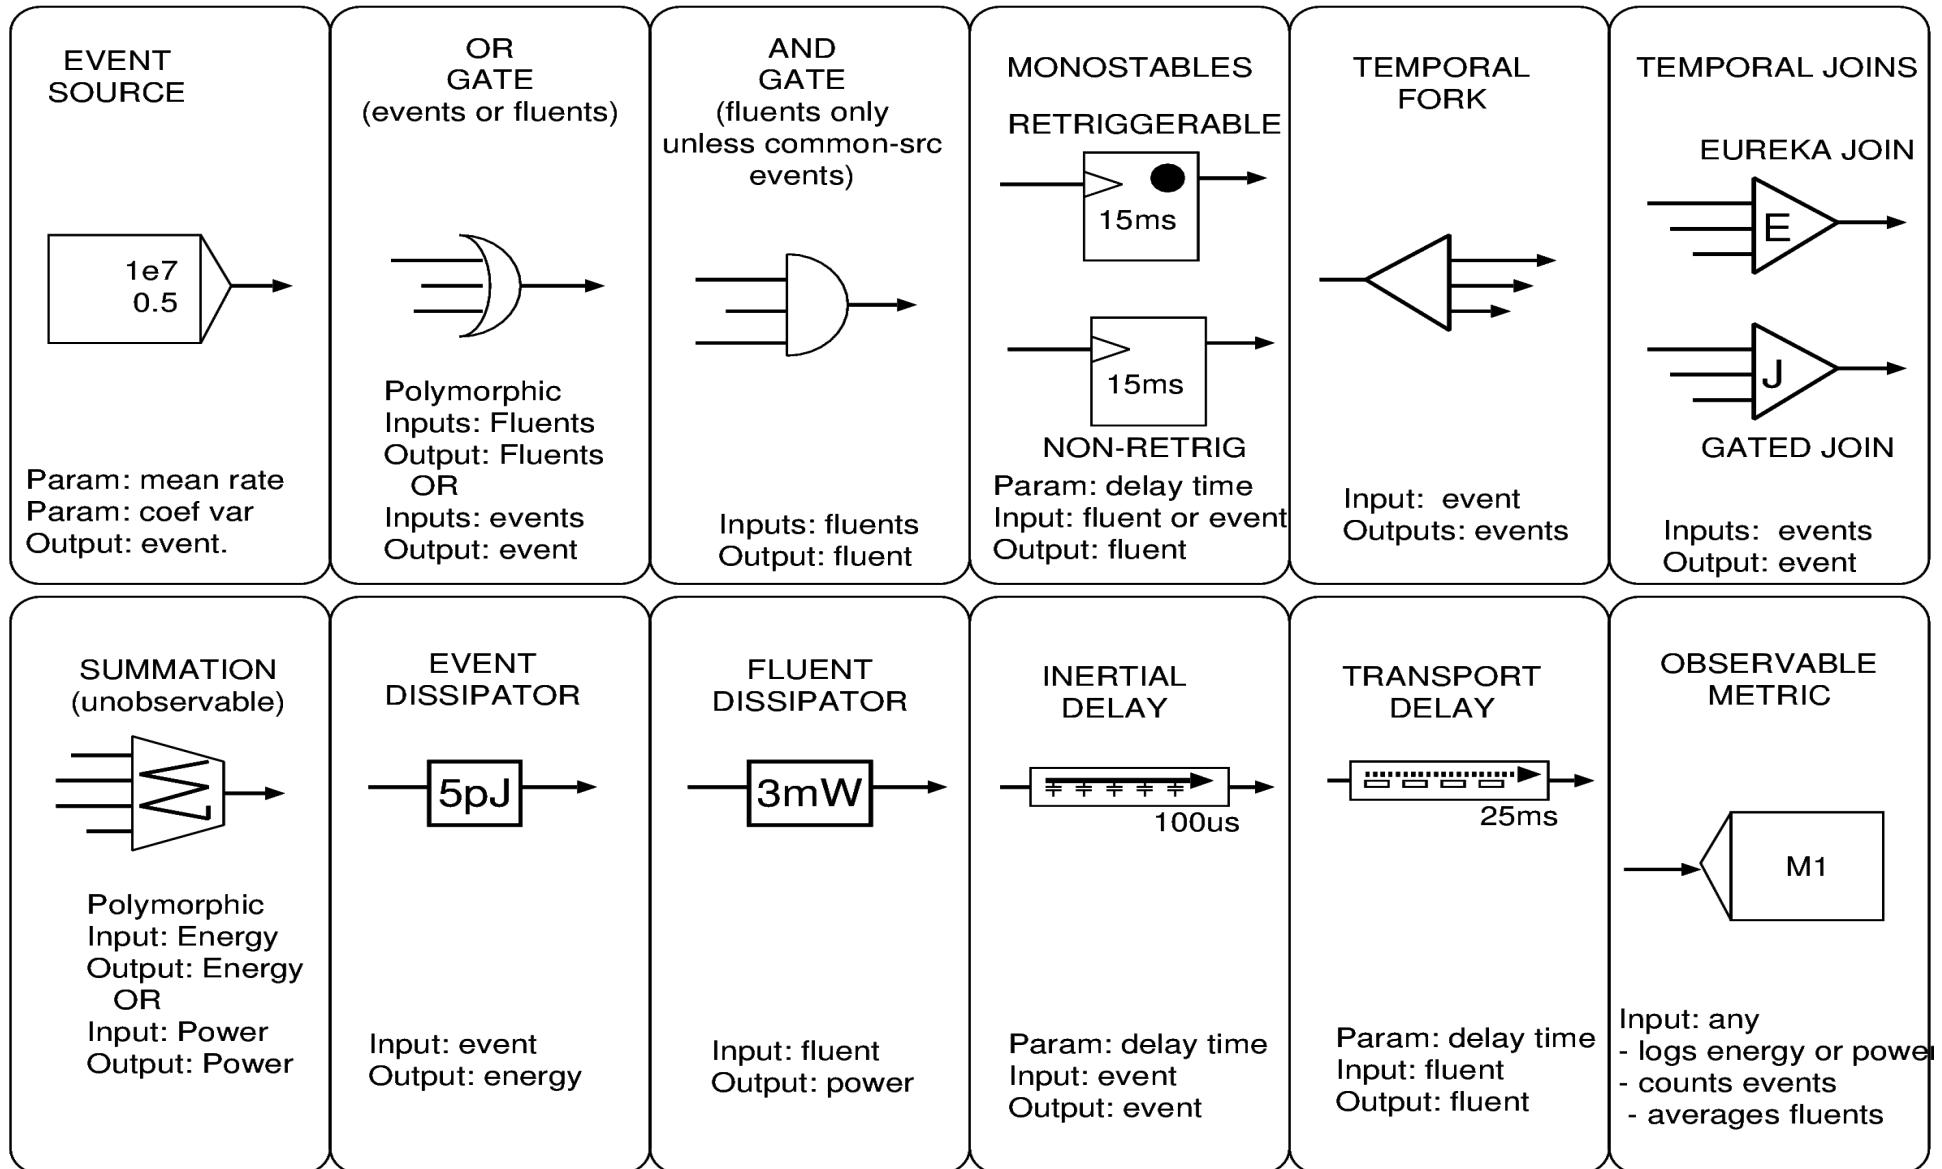 EVENT
SOURCE
1e7
0.5
Param: mean rate
Param: coef var
Output: event.
OR
GATE
(events or fluents)
Polymorphic
Inputs: Fluents
Output: Fluents
OR
Inputs: events
Output: event
AND
GATE
(fluents only
unless common-src
events)
Inputs: fluents
Output: fluent
MONOSTABLES
RETRIGGERABLE
15ms
15ms
NON-RETRIG
Param: delay time
Input: fluent or event
Output: fluent
TEMPORAL
FORK
Input: event
Outputs: events
TEMPORAL JOINS
EUREKA JOIN
E
J
GATED JOIN
Inputs: events
Output: event
SUMMATION
(unobservable)
Polymorphic
Input: Energy
Output: Energy
OR
Input: Power
Output: Power
EVENT
DISSIPATOR
5pJ
Input: event
Output: energy
FLUENT
DISSIPATOR
3mW
Input: fluent
Output: power
INERTIAL
DELAY
100us
Param: delay time
Input: event
Output: event
TRANSPORT
DELAY
25ms
Param: delay time
Input: fluent
Output: fluent
OBSERVABLE
METRIC
M1
Input: any
- logs energy or power
- counts events
- averages fluents